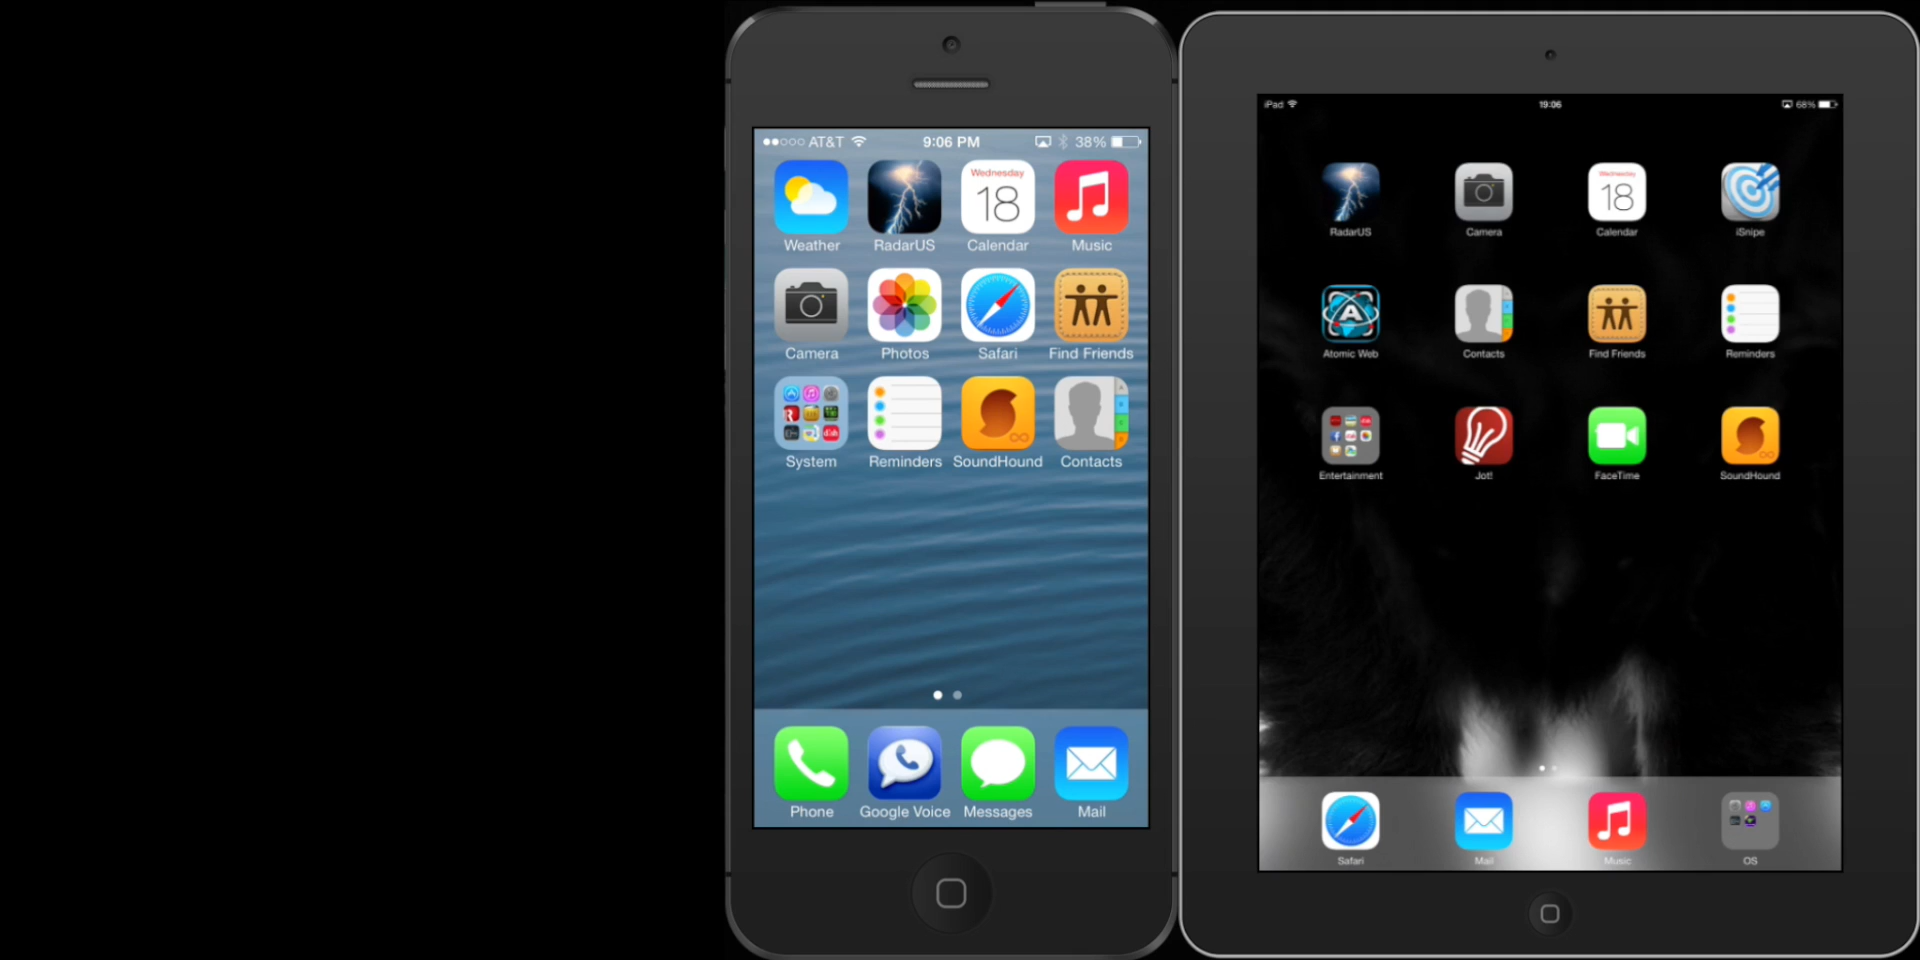 AT&T 9:06 PM 38%
Wednesday
18
Weather RadarUS Calendar Music
Camera Photos Safari Find Friends
System Reminders SoundHound Contacts
Phone Google Voice Messages Mail
iPad 19:06 68%
Wednesday
18
RadarUS Camera Calendar iSnipe
A
Atomic Web Contacts Find Friends Reminders
Entertainment Jot! FaceTime SoundHound
Safari Mail Music OS